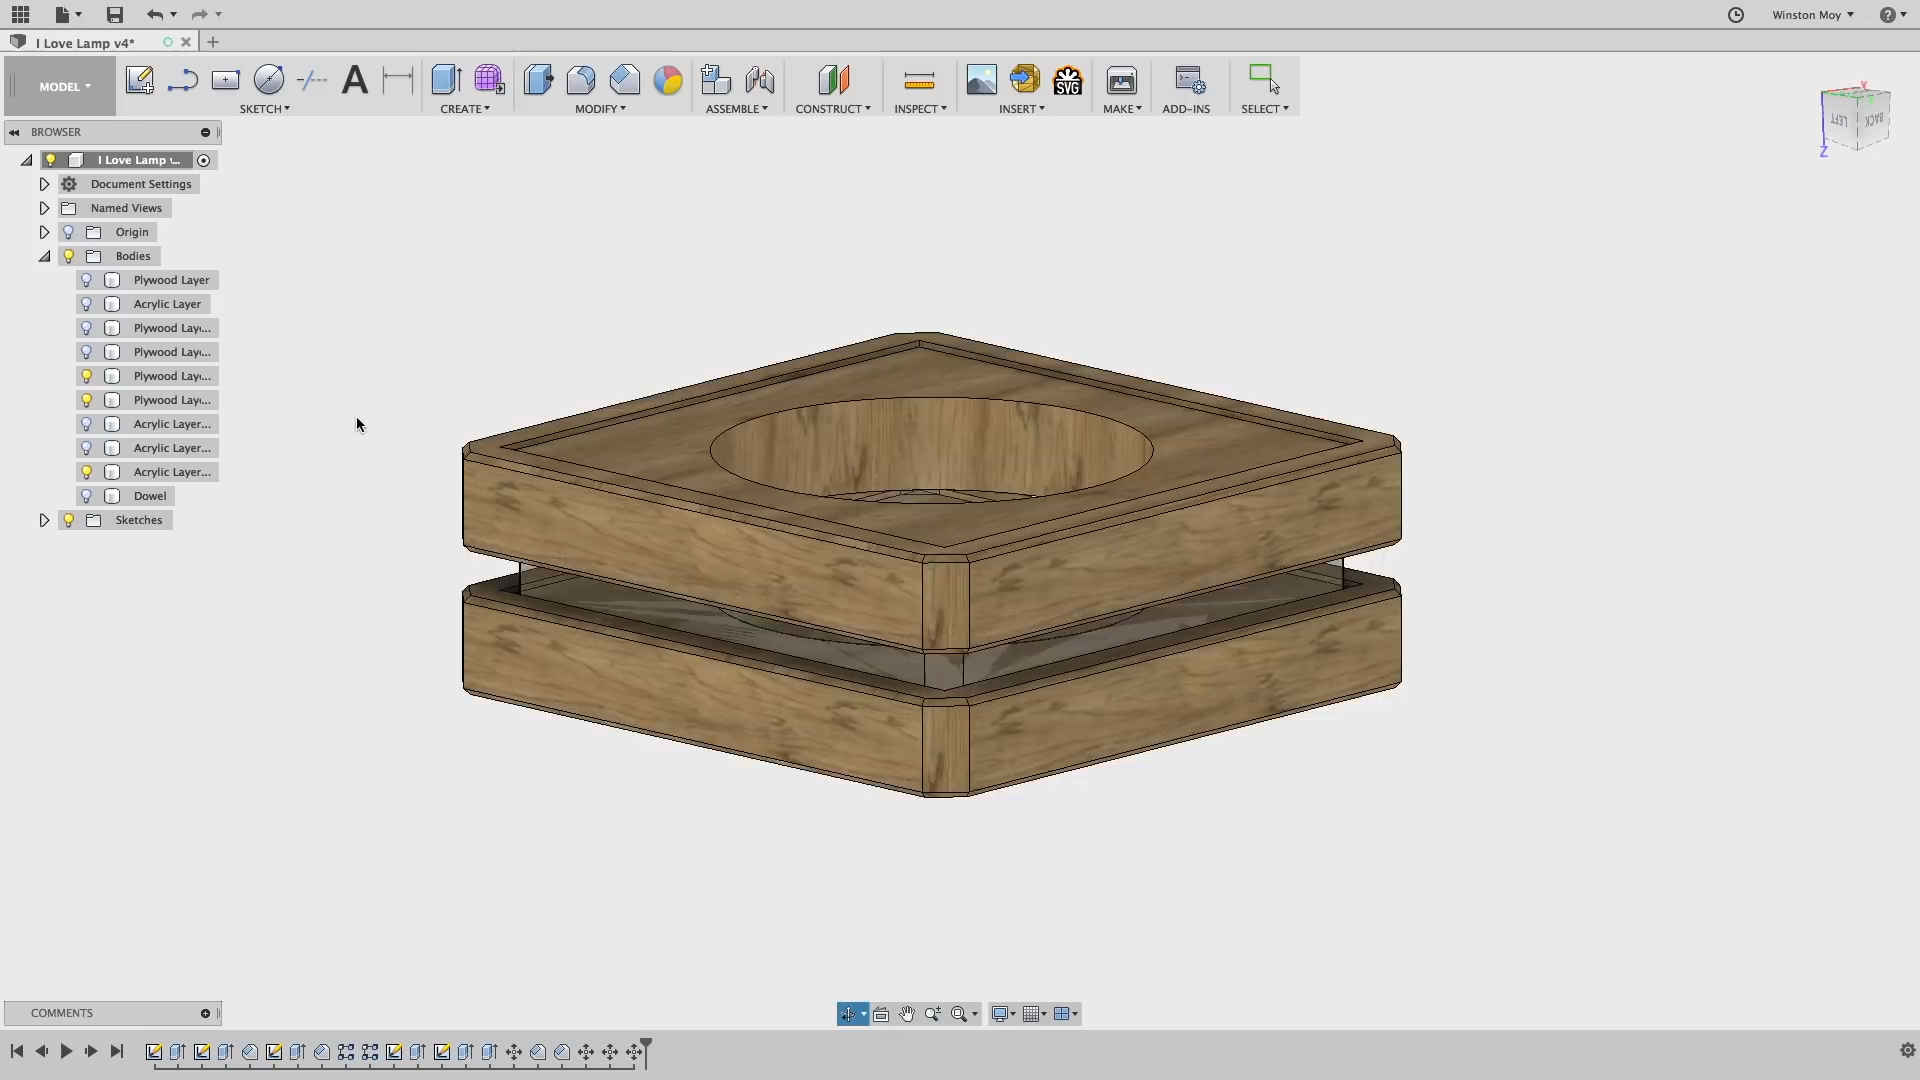 Winston Moy
I Love Lamp v4*
MODEL
SKETCH
CREATE
MODIFY
ASSEMBLE
CONSTRUCT
INSPECT
INSERT
SVG
MAKE
ADD-INS
SELECT
BROWSER
I Love Lamp v...
Document Settings
Named Views
Origin
Bodies
Plywood Layer
Acrylic Layer
Plywood Lay...
Plywood Lay...
Plywood Lay...
Plywood Lay...
Acrylic Layer...
Acrylic Layer...
Acrylic Layer...
Dowel
Sketches
X
LEFT
BACK
Z
COMMENTS